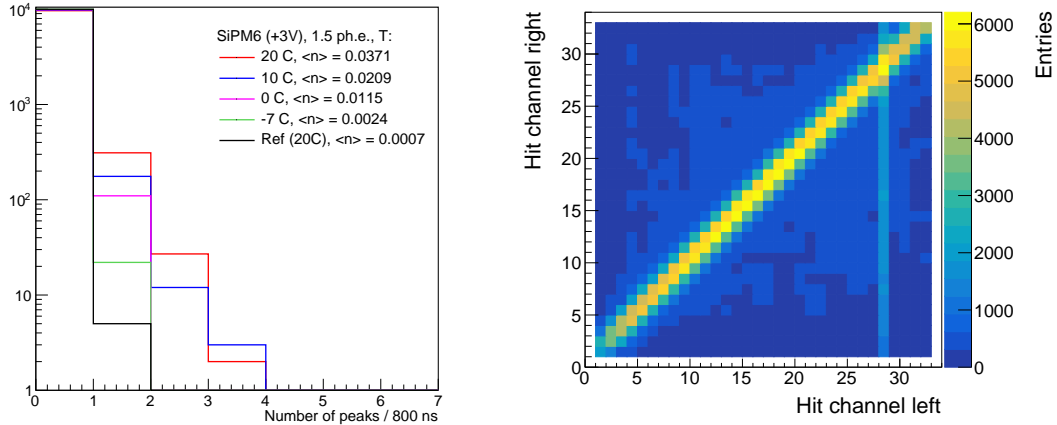 10^4
10^3
10^2
10
1
SiPM6 (+3V), 1.5 ph.e., T:
20 C, <n> = 0.0371
10 C, <n> = 0.0209
0 C, <n> = 0.0115
-7 C, <n> = 0.0024
Ref (20C), <n> = 0.0007
0 1 2 3 4 5 6 7
Number of peaks / 800 ns
Hit channel right
30
25
20
15
10
5
0
0 5 10 15 20 25 30
Hit channel left
Entries
6000
5000
4000
3000
2000
1000
0